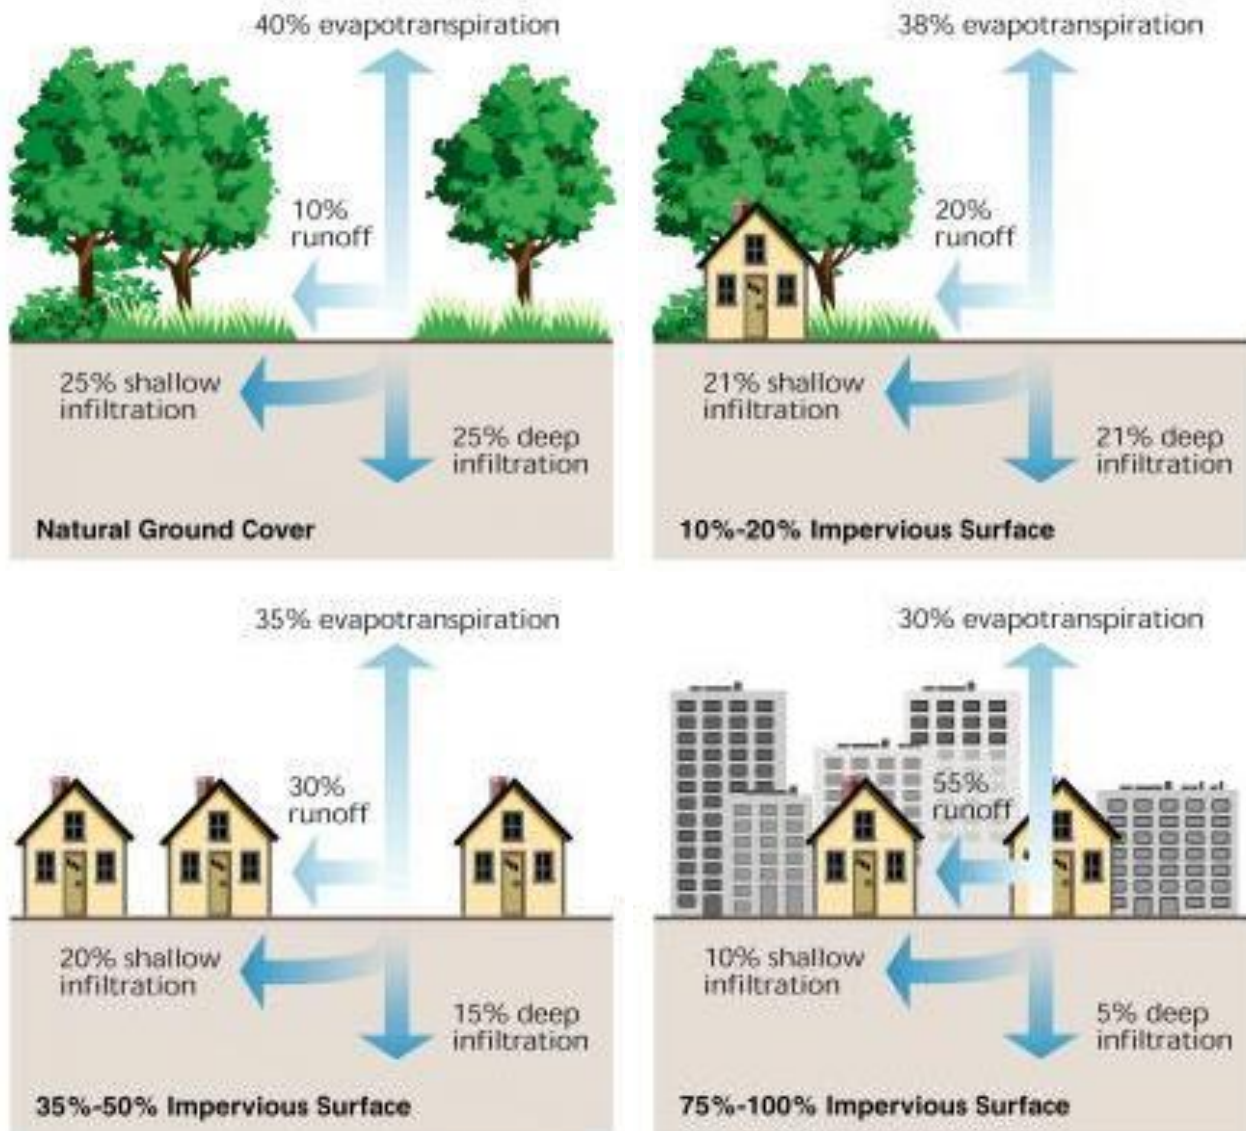 40% evapotranspiration
10%
runoff
25% shallow
infiltration
25% deep
infiltration
Natural Ground Cover
38% evapotranspiration
20%
runoff
21% shallow
infiltration
21% deep
infiltration
10%-20% Impervious Surface
35% evapotranspiration
30%
runoff
20% shallow
infiltration
15% deep
infiltration
35%-50% Impervious Surface
30% evapotranspiration
55%
runoff
10% shallow
infiltration
5% deep
infiltration
75%-100% Impervious Surface